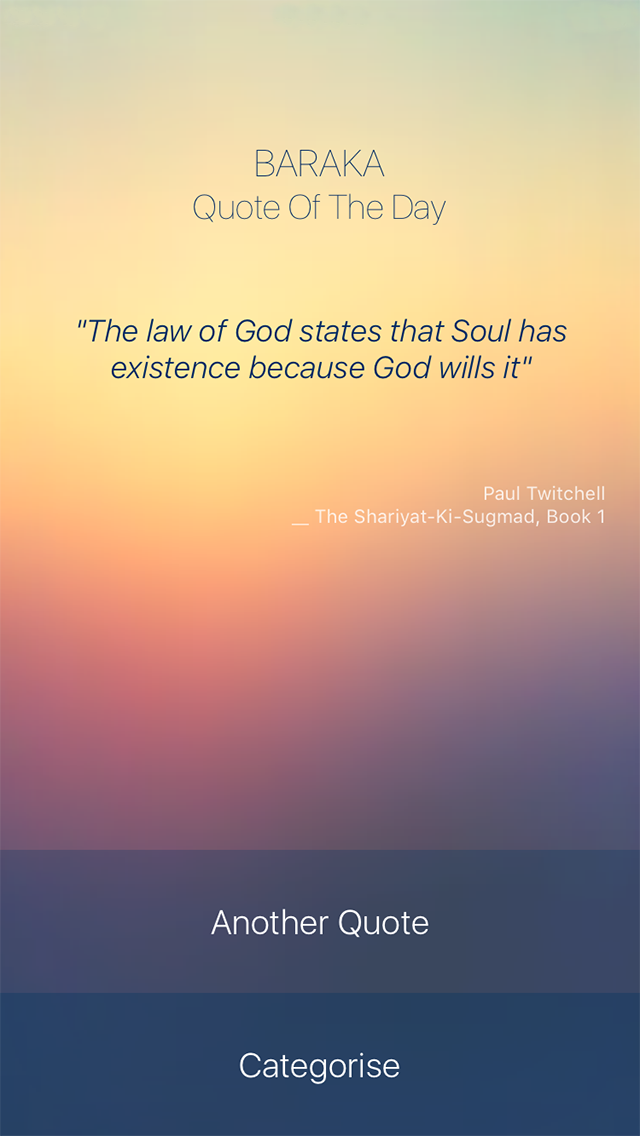 BARAKA
Quote Of The Day
"The law of God states that Soul has
existence because God wills it"
Paul Twitchell
__ The Shariyat-Ki-Sugmad, Book 1
Another Quote
Categorise